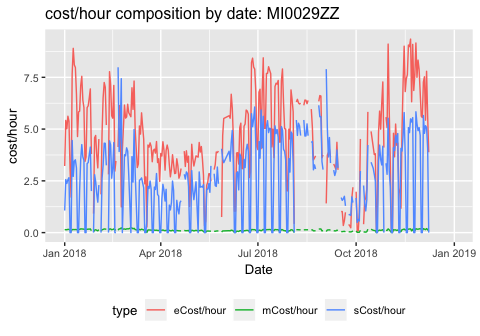 cost/hour composition by date: MI0029ZZ
cost/hour
7.5
5.0
2.5
0.0
Jan 2018
Apr 2018
Jul 2018
Oct 2018
Jan 2019
Date
type
eCost/hour
mCost/hour
sCost/hour